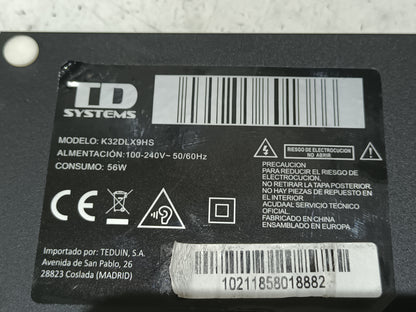 TD
SYSTEMS
MODELO: K32DLX9HS
ALIMENTACIÓN:100-240V~ 50/60Hz
CONSUMO: 56W
RIESGO DE ELECTROCUCION
NO ABRIR
PRECAUCION
PARA REDUCIR EL RIESGO DE
ELECTROCUCION,
NO RETIRAR LA TAPA POSTERIOR.
NO HAY PIEZAS DE REPUESTO EN
EL INTERIOR
ACUDAAL SERVICIO TÉCNICO
OFICIAL.
FABRICADO EN CHINA
ENSAMBLADO EN EUROPA
CE
Importado por: TEDUIN, S.A.
Avenida de San Pablo, 26
28823 Coslada (MADRID)
10211858018882